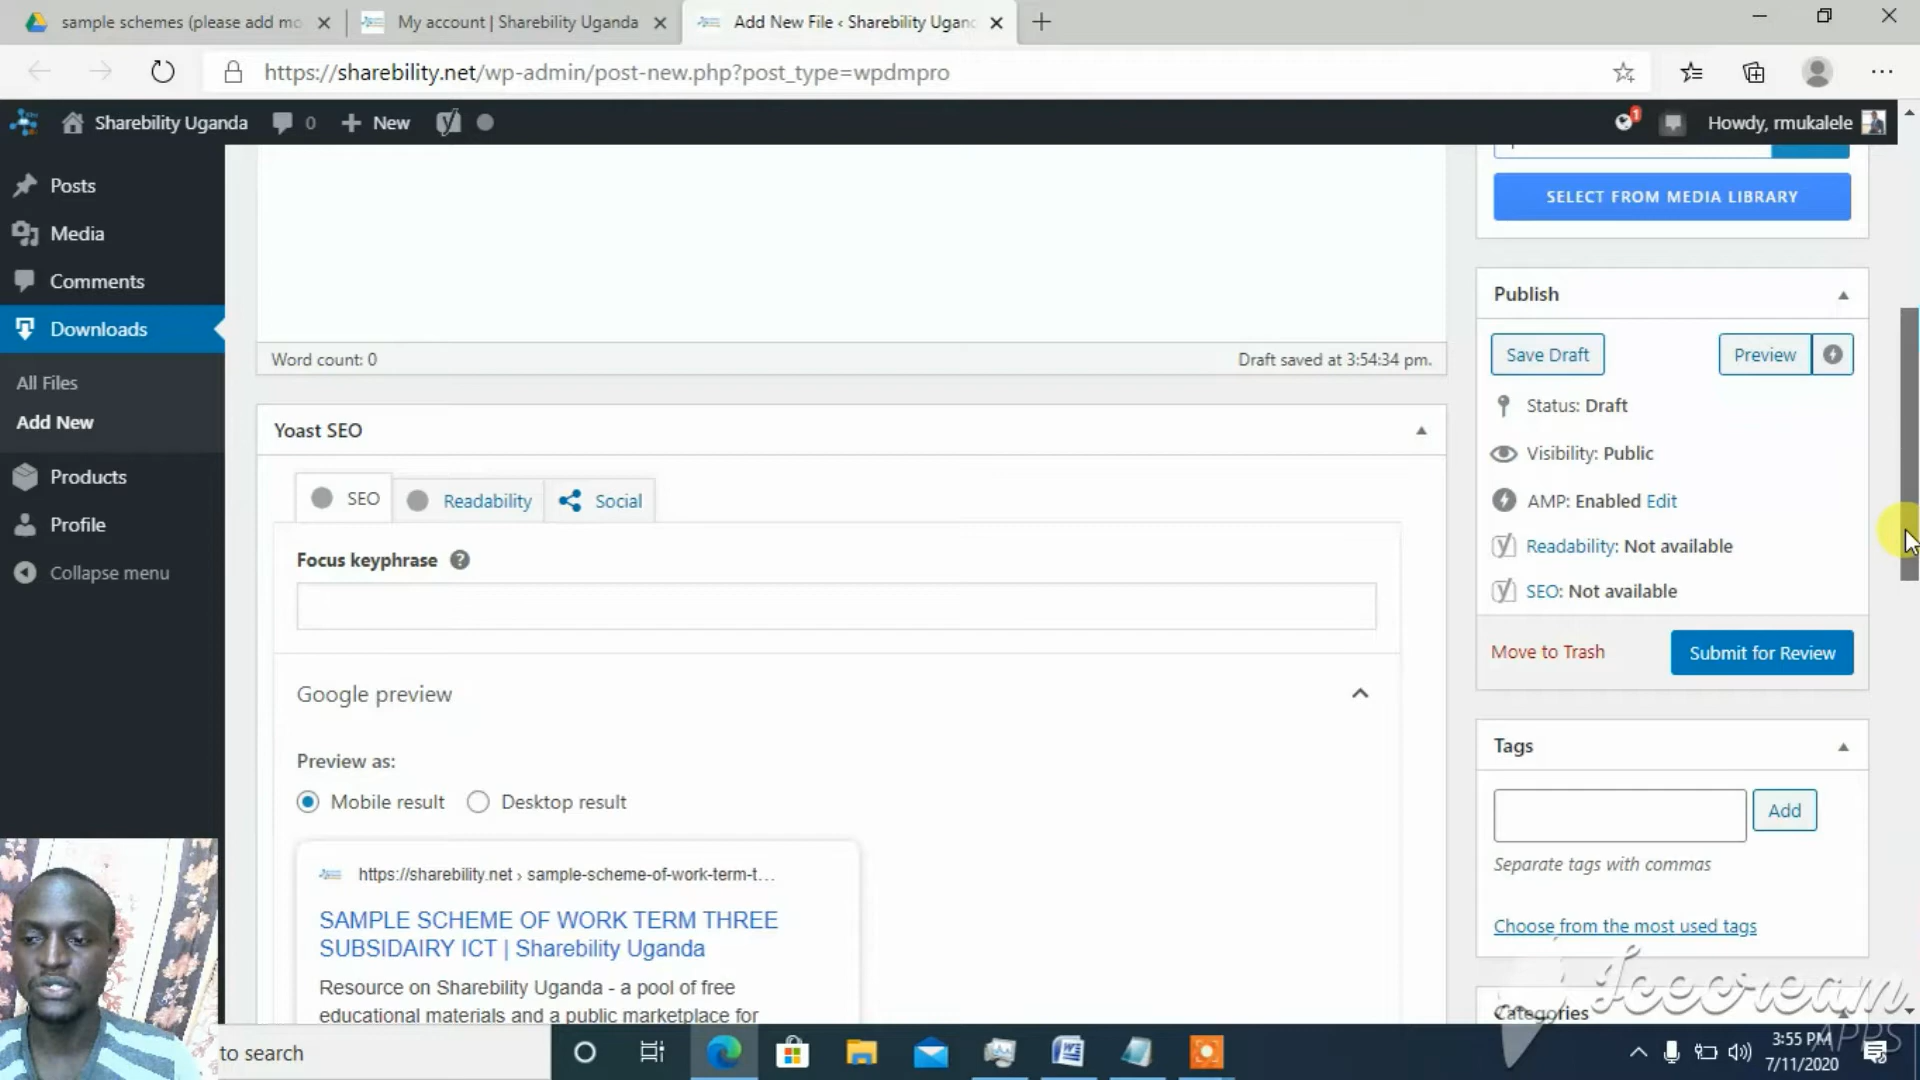 sample schemes (please add mo
My account | Sharebility Uganda
Add New File ‹ Sharebility Ugand
https://sharebility.net/wp-admin/post-new.php?post_type=wpdmpro
Sharebility Uganda
0
New
1
Howdy, rmukalele
Posts
Media
Comments
Downloads
All Files
Add New
Products
Profile
Collapse menu
Word count: 0
Draft saved at 3:54:34 pm.
Yoast SEO
SEO
Readability
Social
Focus keyphrase
Google preview
Preview as:
Mobile result
Desktop result
https://sharebility.net › sample-scheme-of-work-term-t...
SAMPLE SCHEME OF WORK TERM THREE
SUBSIDAIRY ICT | Sharebility Uganda
Resource on Sharebility Uganda - a pool of free
educational materials and a public marketplace for
SELECT FROM MEDIA LIBRARY
Publish
Save Draft
Preview
Status: Draft
Visibility: Public
AMP: Enabled Edit
Readability: Not available
SEO: Not available
Move to Trash
Submit for Review
Tags
Add
Separate tags with commas
Choose from the most used tags
Categories
Icecream
APPS
to search
3:55 PM
7/11/2020